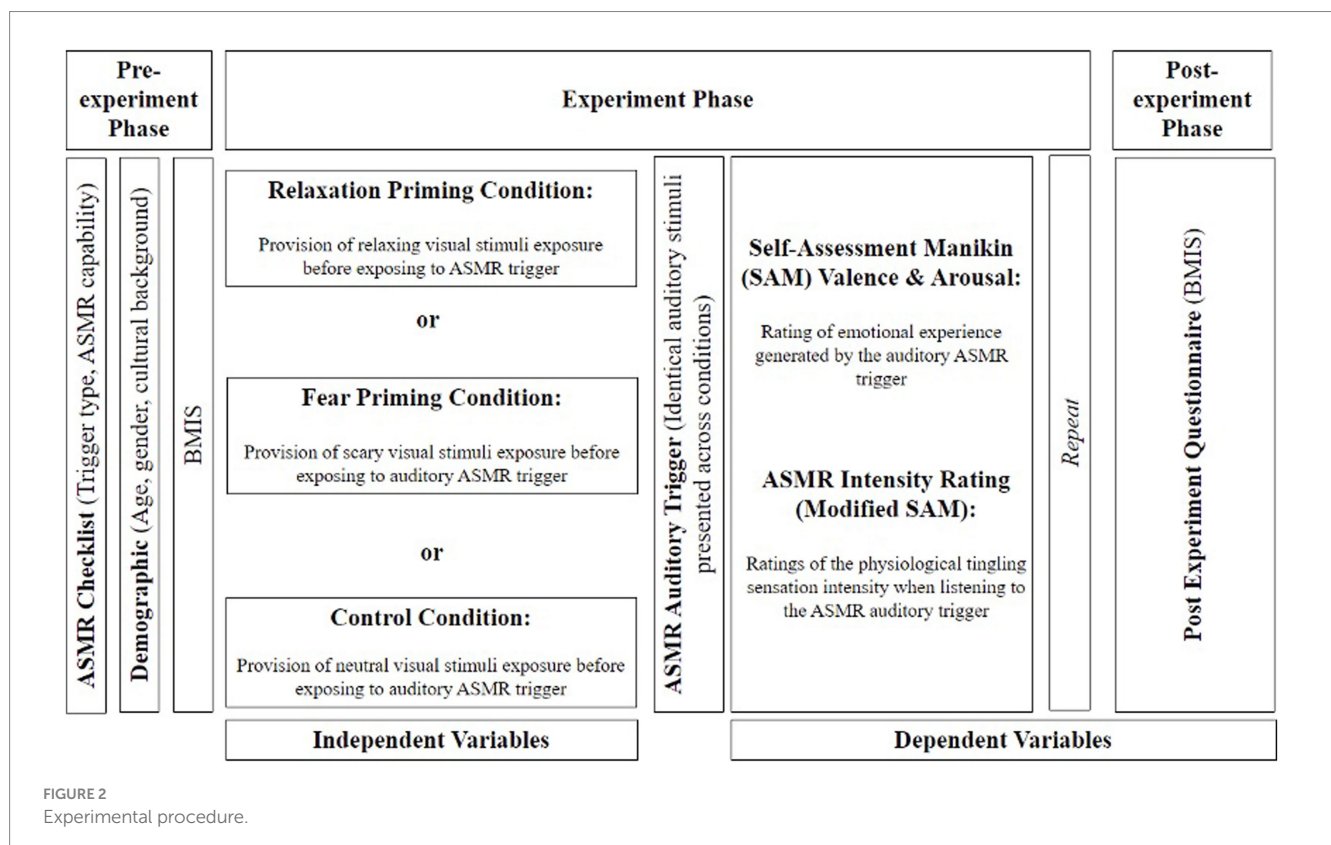 Pre-
experiment
Phase
Experiment Phase
Post-
experiment
Phase
ASMR Checklist (Trigger type, ASMR capability)
Demographic (Age, gender, cultural background)
BMIS
Relaxation Priming Condition:
Provision of relaxing visual stimuli exposure
before exposing to ASMR trigger
or
Fear Priming Condition:
Provision of scary visual stimuli exposure before
exposing to auditory ASMR trigger
or
Control Condition:
Provision of neutral visual stimuli exposure before
exposing to auditory ASMR trigger
ASMR Auditory Trigger (Identical auditory stimuli
presented across conditions)
Self-Assessment Manikin
(SAM) Valence & Arousal:
Rating of emotional experience
generated by the auditory ASMR
trigger
ASMR Intensity Rating
(Modified SAM):
Ratings of the physiological tingling
sensation intensity when listening to
the ASMR auditory trigger
Repeat
Post Experiment Questionnaire (BMIS)
Independent Variables
Dependent Variables
FIGURE 2
Experimental procedure.